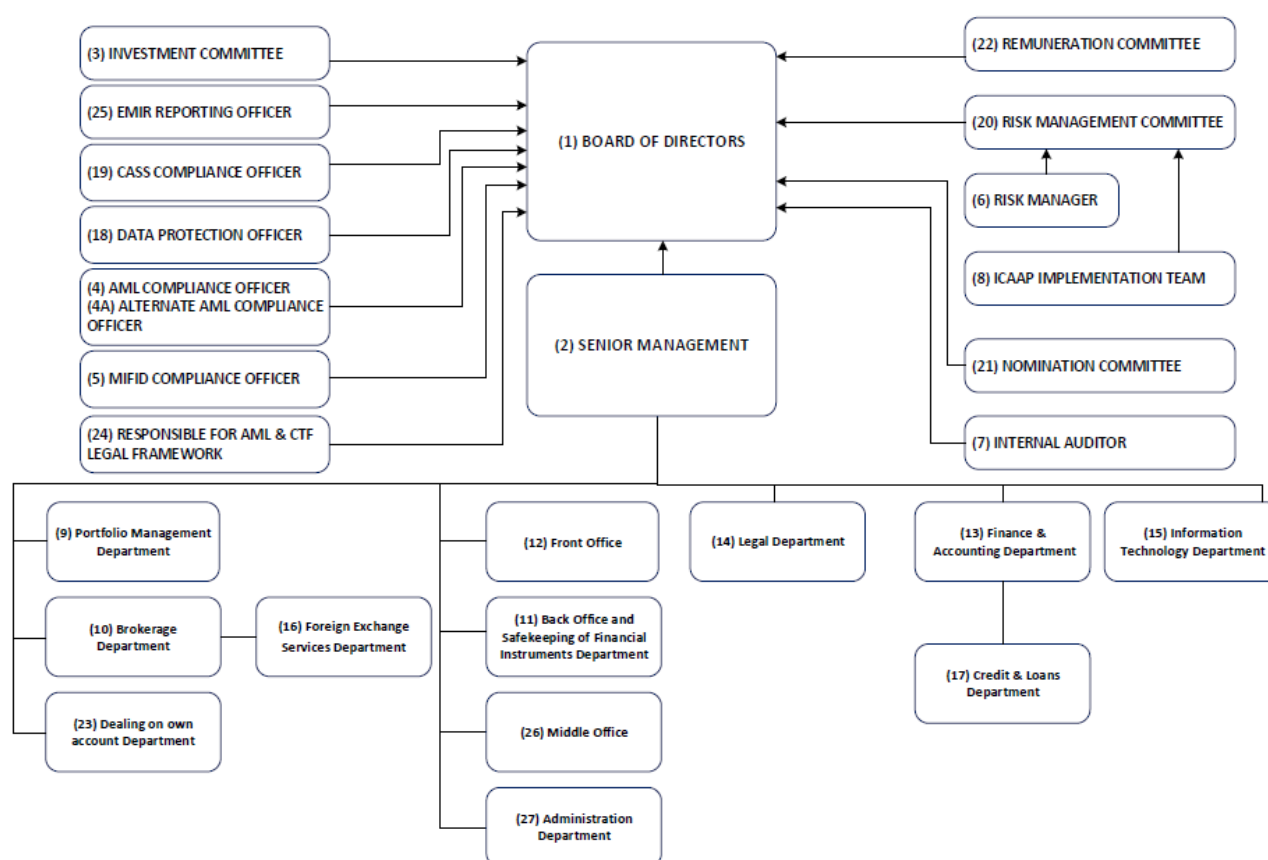 (3) INVESTMENT COMMITTEE
(25) EMIR REPORTING OFFICER
(19) CASS COMPLIANCE OFFICER
(18) DATA PROTECTION OFFICER
(4) AML COMPLIANCE OFFICER
(4A) ALTERNATE AML COMPLIANCE
OFFICER
(5) MIFID COMPLIANCE OFFICER
(24) RESPONSIBLE FOR AML & CTF
LEGAL FRAMEWORK
(1) BOARD OF DIRECTORS
(2) SENIOR MANAGEMENT
(22) REMUNERATION COMMITTEE
(20) RISK MANAGEMENT COMMITTEE
(6) RISK MANAGER
(8) ICAAP IMPLEMENTATION TEAM
(21) NOMINATION COMMITTEE
(7) INTERNAL AUDITOR
(9) Portfolio Management
Department
(10) Brokerage
Department
(16) Foreign Exchange
Services Department
(23) Dealing on own
account Department
(12) Front Office
(11) Back Office and
Safekeeping of Financial
Instruments Department
(26) Middle Office
(27) Administration
Department
(14) Legal Department
(13) Finance &
Accounting Department
(17) Credit & Loans
Department
(15) Information
Technology Department